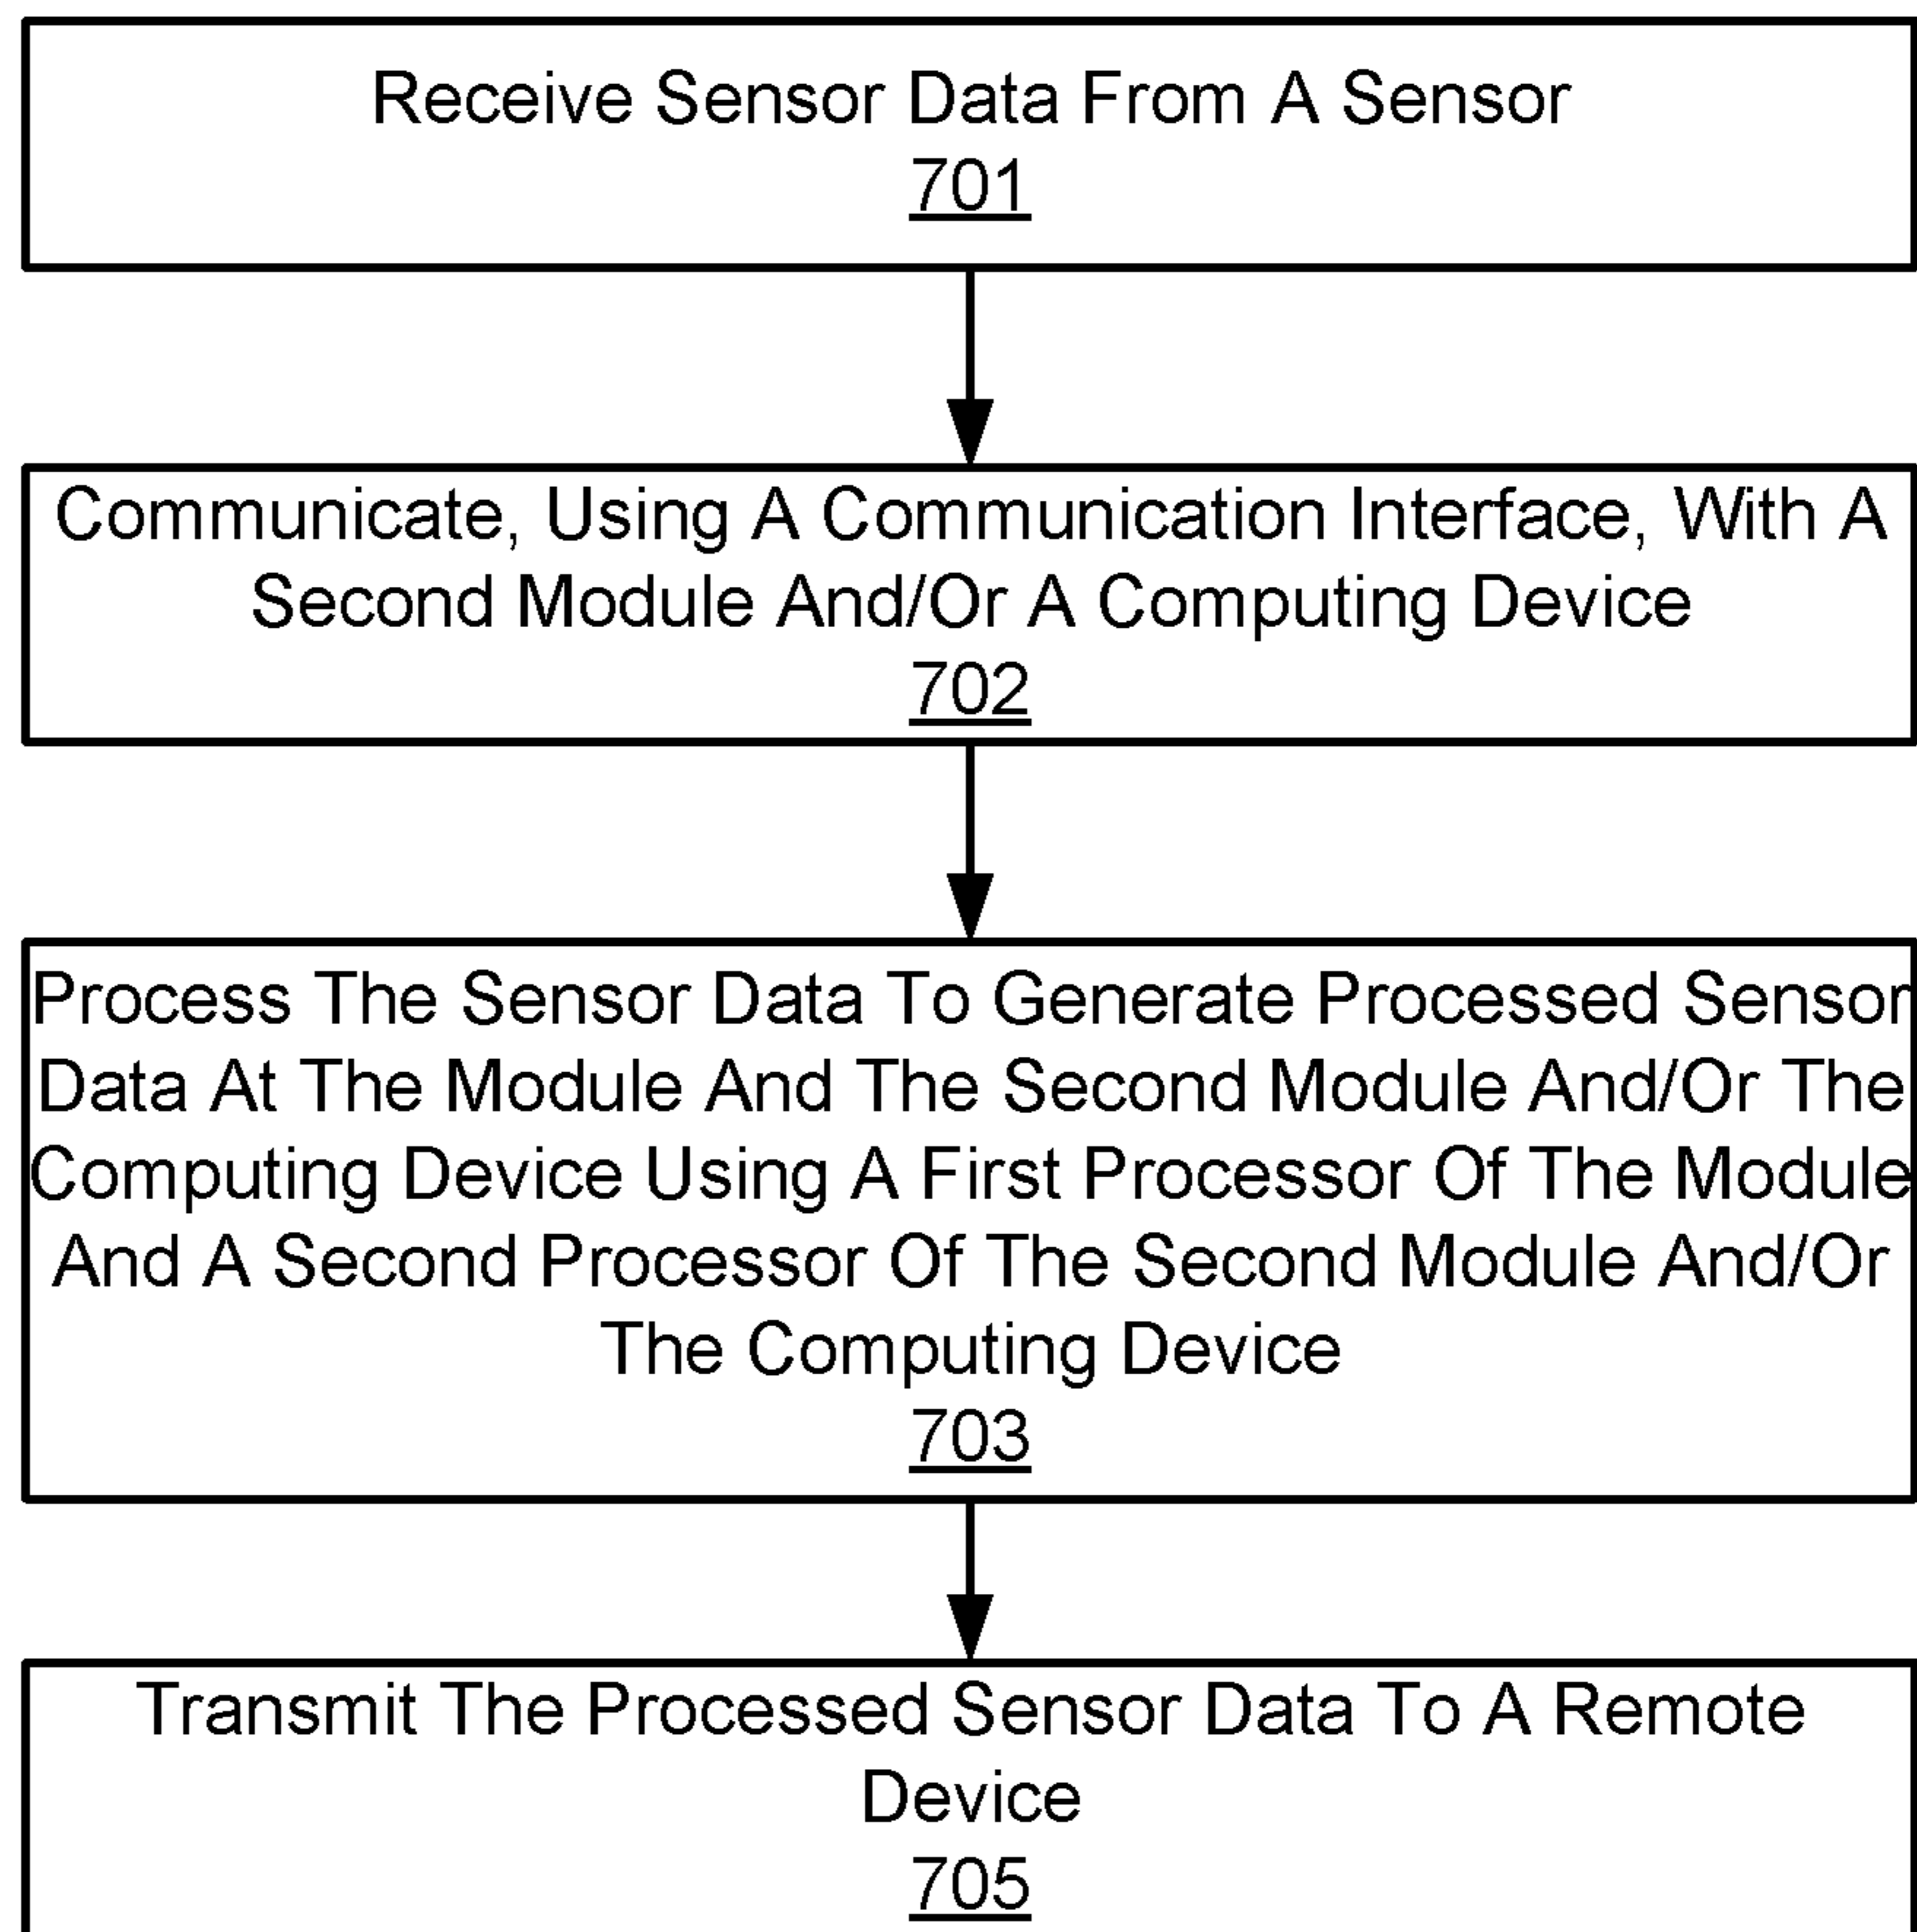 Receive Sensor Data From A Sensor
701
Communicate, Using A Communication Interface, With A
Second Module And/Or A Computing Device
702
Process The Sensor Data To Generate Processed Sensor
Data At The Module And The Second Module And/Or The
Computing Device Using A First Processor Of The Module
And A Second Processor Of The Second Module And/Or
The Computing Device
703
Transmit The Processed Sensor Data To A Remote
Device
705